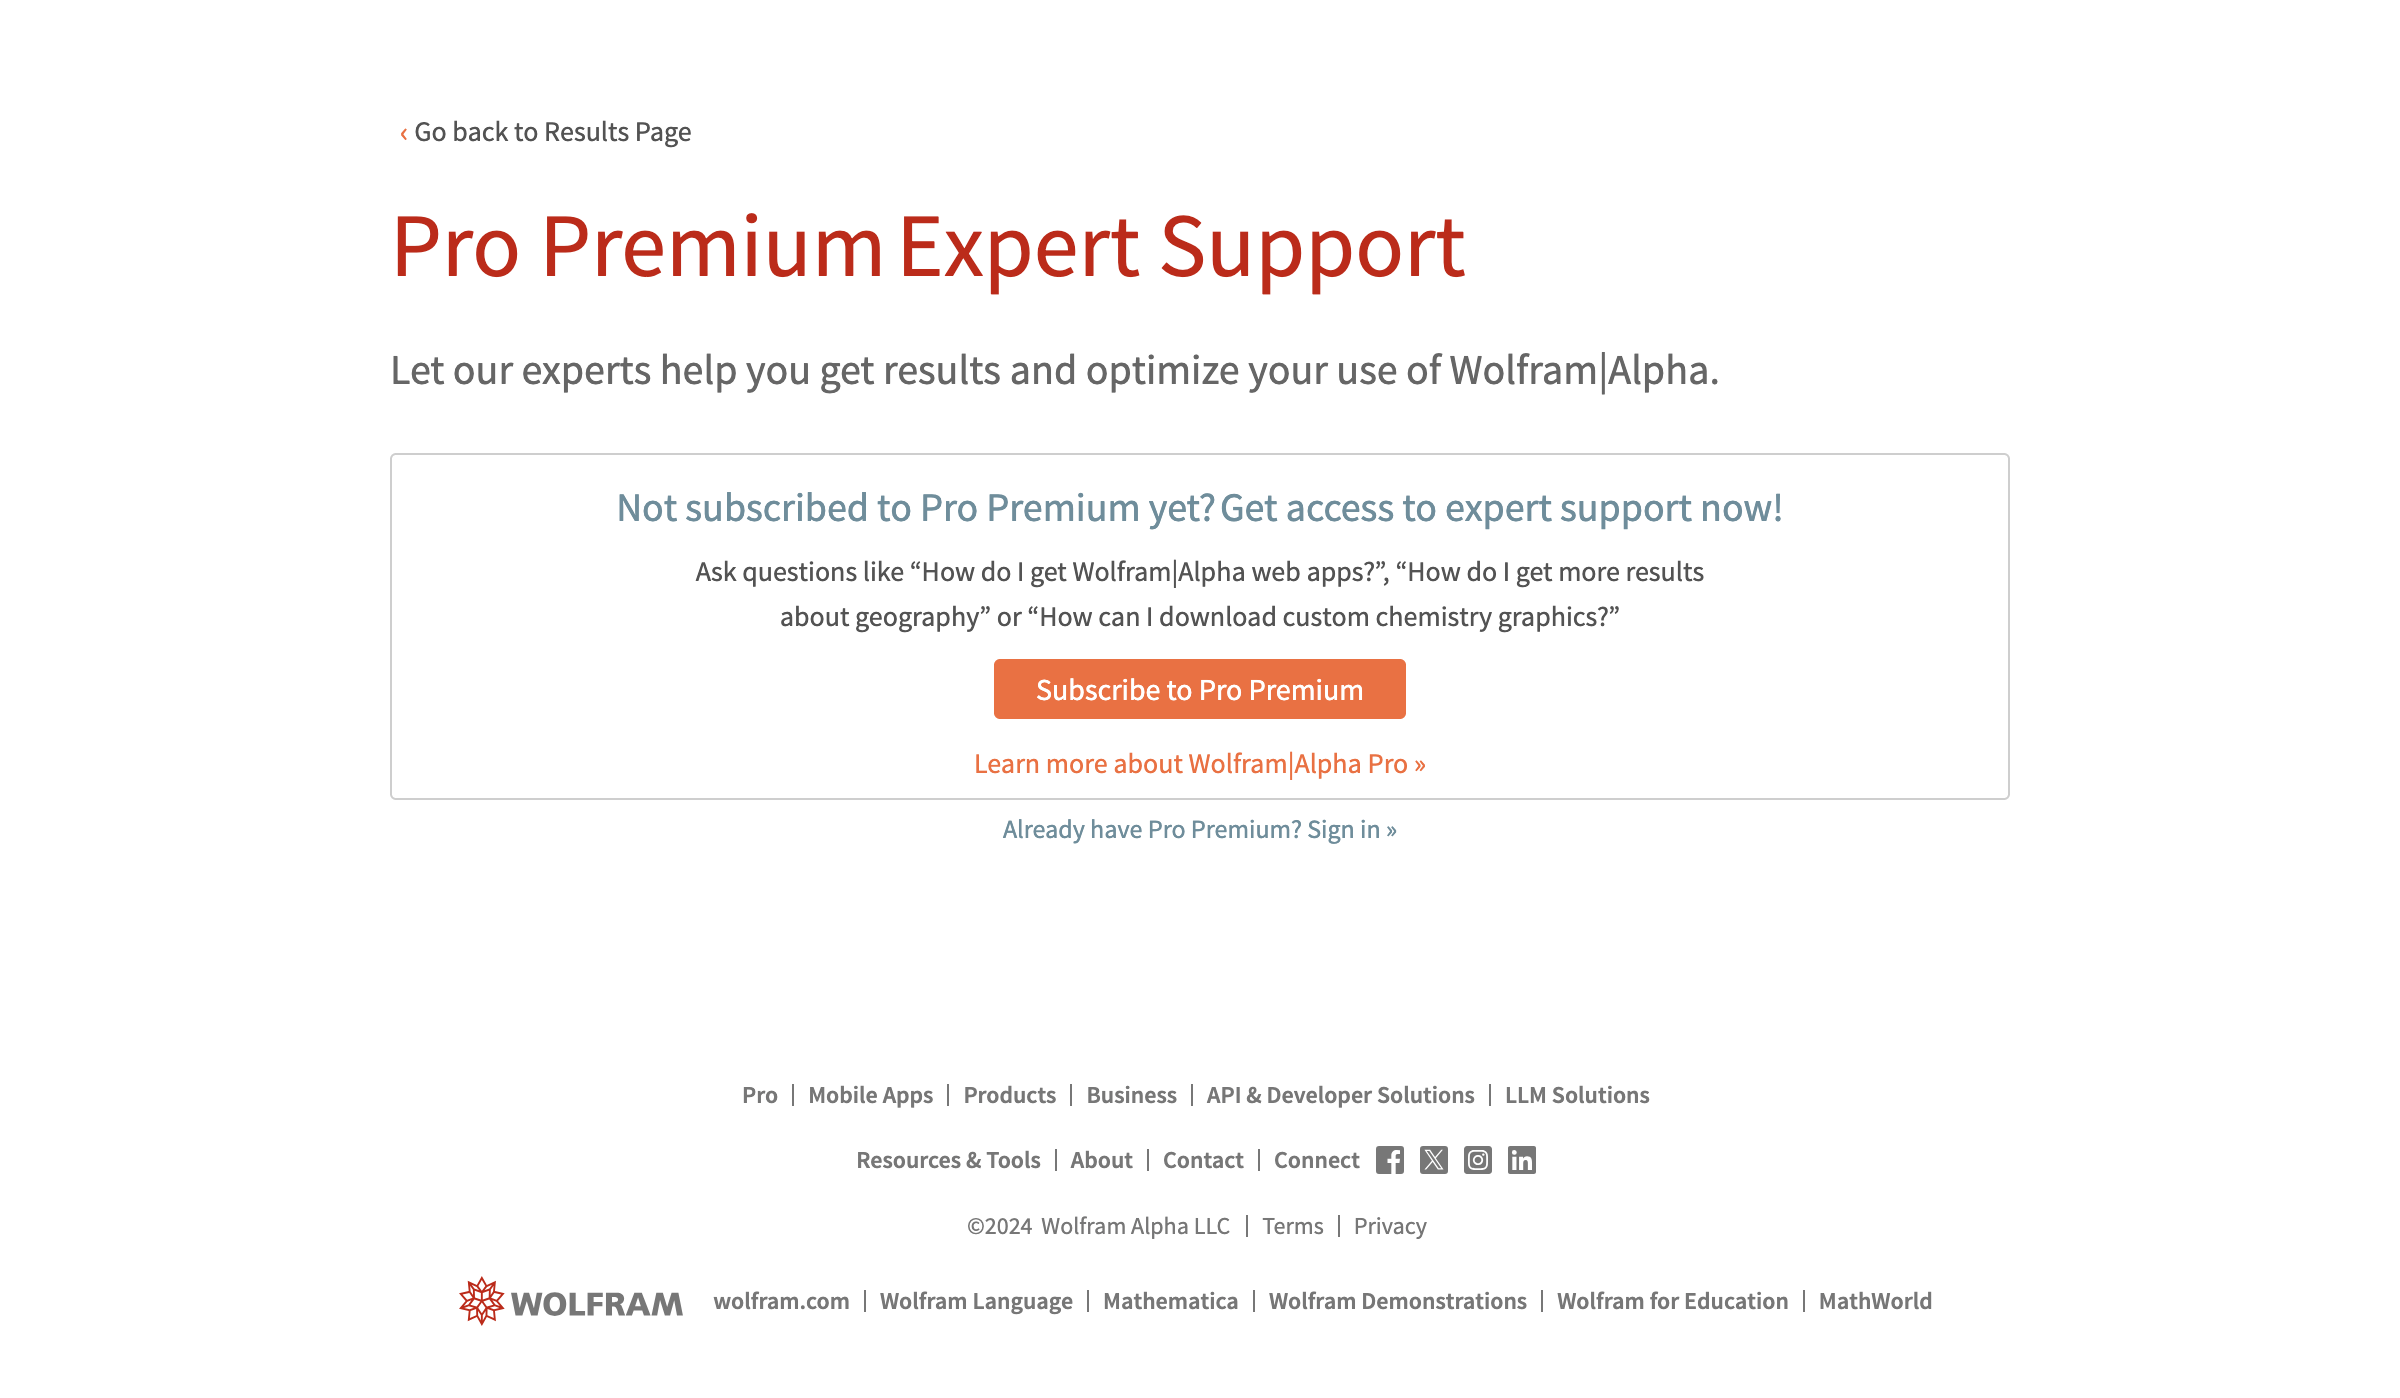 ‹ Go back to Results Page
Pro Premium Expert Support
Let our experts help you get results and optimize your use of Wolfram|Alpha.
Not subscribed to Pro Premium yet? Get access to expert support now!
Ask questions like “How do I get Wolfram|Alpha web apps?”, “How do I get more results
about geography” or “How can I download custom chemistry graphics?”
Subscribe to Pro Premium
Learn more about Wolfram|Alpha Pro »
Already have Pro Premium? Sign in »
Pro | Mobile Apps | Products | Business | API & Developer Solutions | LLM Solutions
Resources & Tools | About | Contact | Connect
©2024 Wolfram Alpha LLC | Terms | Privacy
WOLFRAM wolfram.com | Wolfram Language | Mathematica | Wolfram Demonstrations | Wolfram for Education | MathWorld